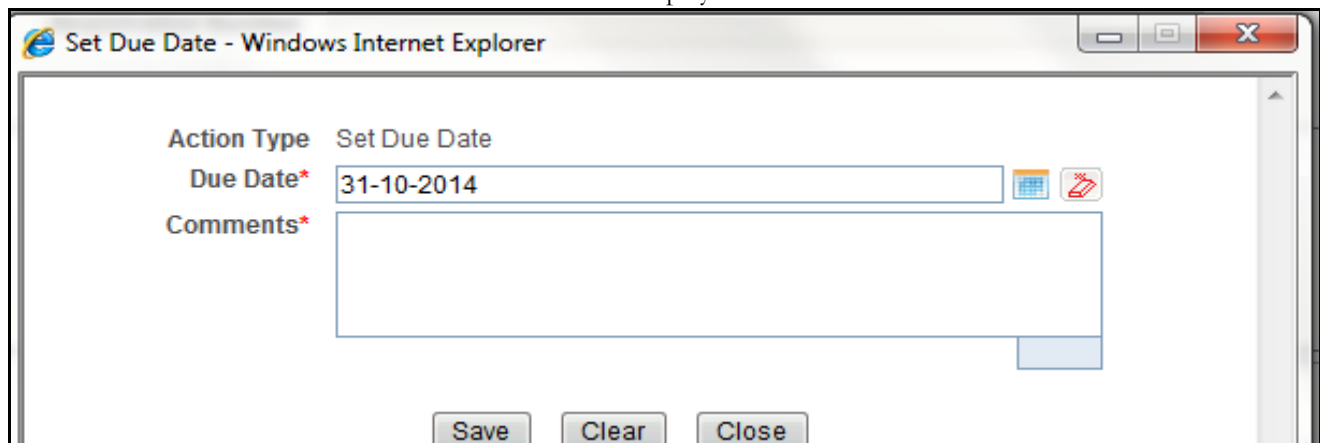 Set Due Date - Windows Internet Explorer
Action Type Set Due Date
Due Date* 31-10-2014
Comments*
Save Clear Close